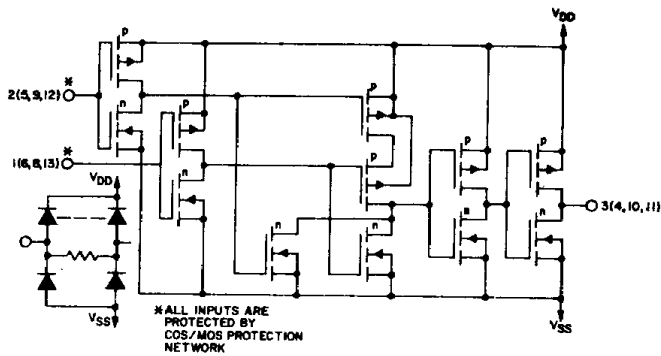 p
VDD
*
2(5,9,12)
n
p
p
p
p
*
1(6,8,13)
p
n
n
n
n
n
3(4,10,11)
VDD
VSS
VSS
*ALL INPUTS ARE
PROTECTED BY
COS/MOS PROTECTION
NETWORK